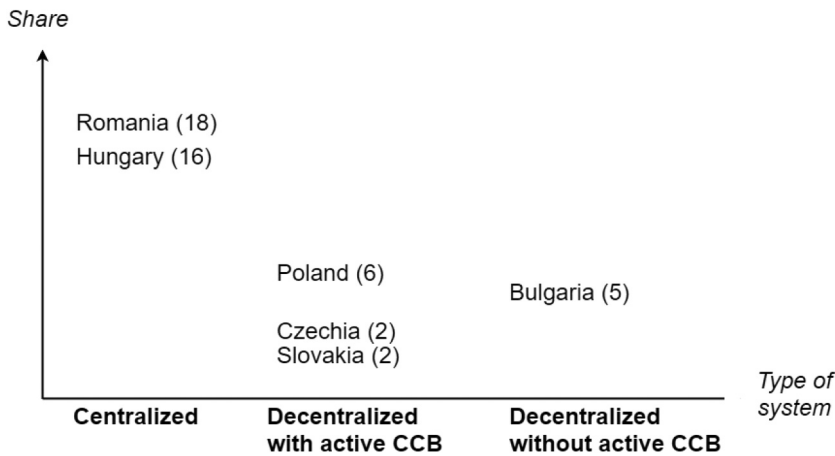 Share
Romania (18)
Hungary (16)
Poland (6)
Bulgaria (5)
Czechia (2)
Slovakia (2)
Type of
system
Centralized
Decentralized
with active CCB
Decentralized
without active CCB